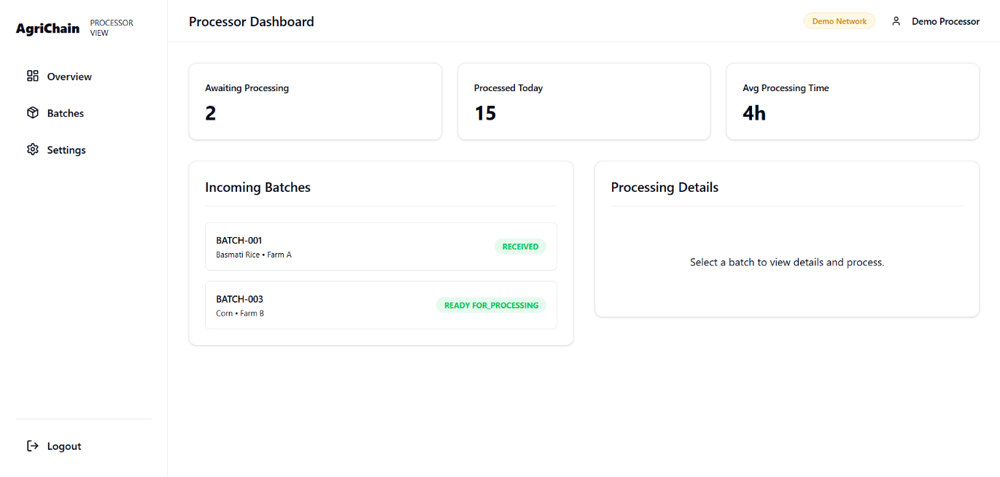 AgriChain
PROCESSOR
VIEW
Overview
Batches
Settings
Logout
Processor Dashboard
Demo Network
Demo Processor
Awaiting Processing
2
Processed Today
15
Avg Processing Time
4h
Incoming Batches
BATCH-001
Basmati Rice • Farm A
RECEIVED
BATCH-003
Corn • Farm B
READY FOR_PROCESSING
Processing Details
Select a batch to view details and process.